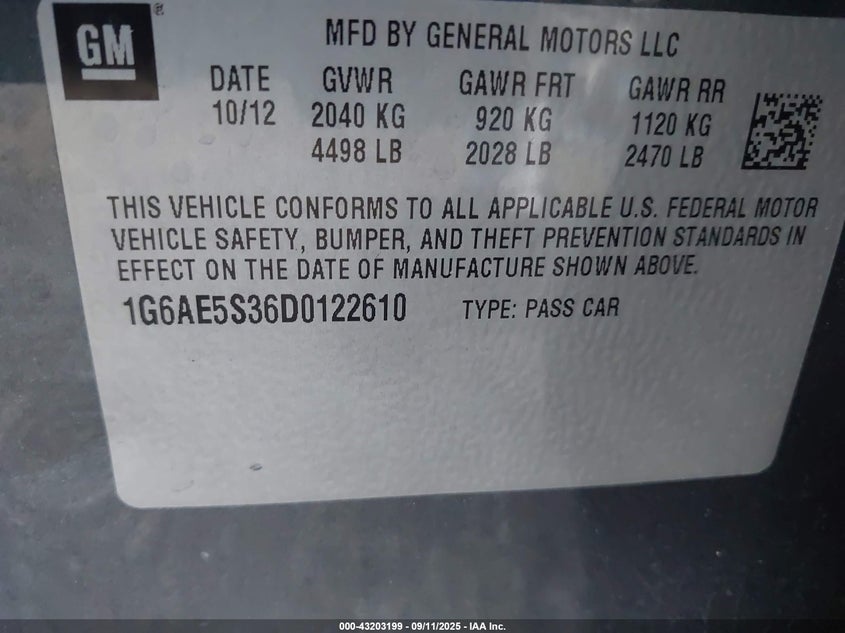 GM ®
MFD BY GENERAL MOTORS LLC
DATE GVWR GAWR FRT GAWR RR
10/12 2040 KG 920 KG 1120 KG
4498 LB 2028 LB 2470 LB
THIS VEHICLE CONFORMS TO ALL APPLICABLE U.S. FEDERAL MOTOR
VEHICLE SAFETY, BUMPER, AND THEFT PREVENTION STANDARDS IN
EFFECT ON THE DATE OF MANUFACTURE SHOWN ABOVE.
1G6AE5S36D0122610 TYPE: PASS CAR
000-43203199 - 09/11/2025 - IAA Inc.